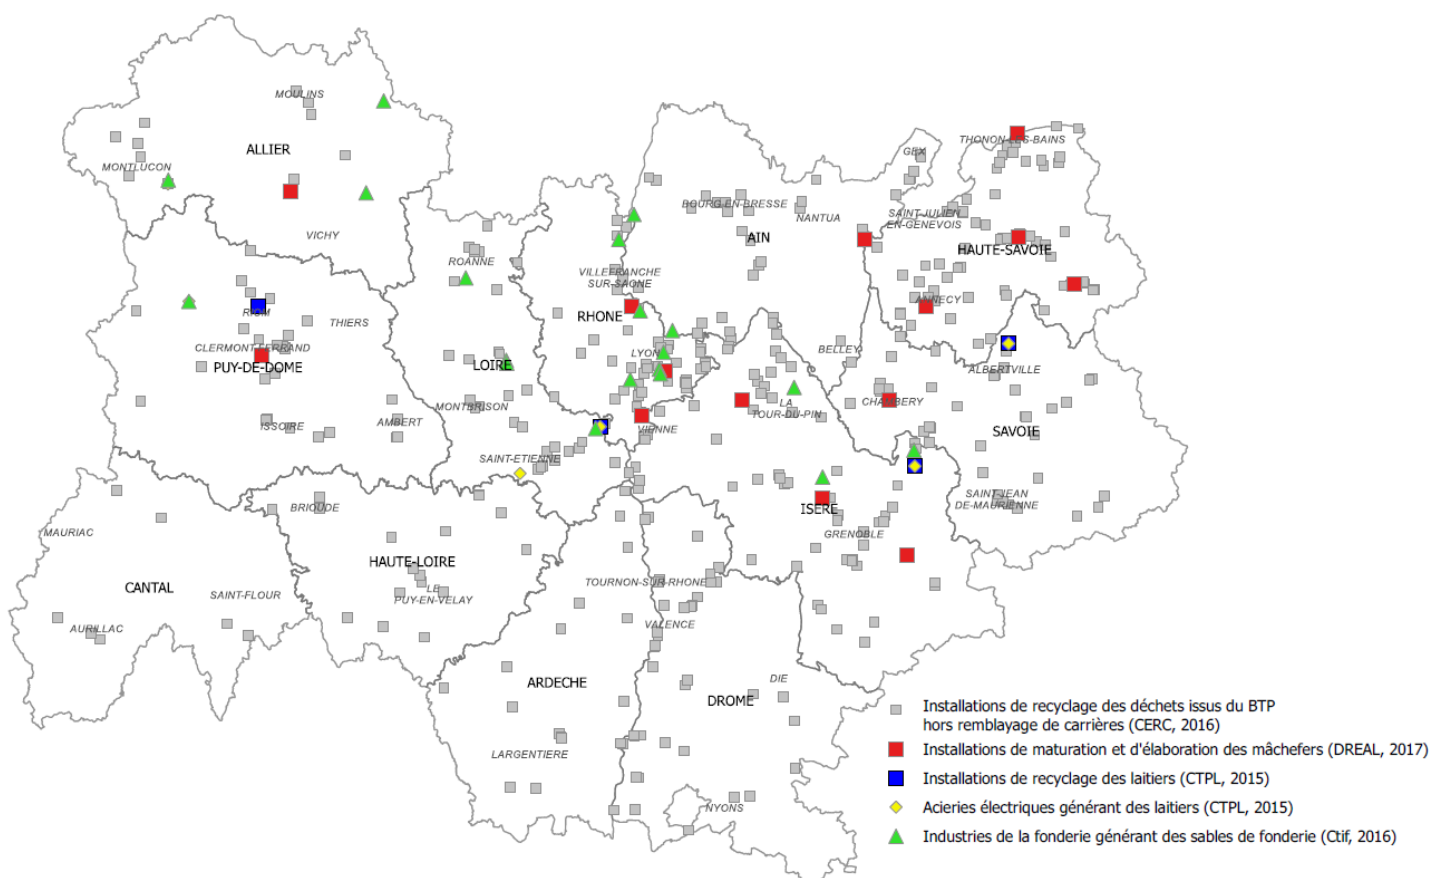 MOULINS
THONON-LES-BAINS
ALLIER
GEX
MONTLUCON
BOURG-EN-BRESSE
NANTUA
SAINT-JULIEN
EN-GENEVOIS
VICHY
AIN
HAUTE-SAVOIE
ROANNE
VILLEFRANCHE
SUR-SAONE
ANNECY
RIOM
RHONE
THIERS
CLERMONT-FERRAND
LYON
BELLEY
PUY-DE-DOME
LOIRE
ALBERTVILLE
MONTBRISON
LA
TOUR-DU-PIN
CHAMBERY
ISSOIRE
AMBERT
VIENNE
SAVOIE
SAINT-ETIENNE
SAINT-JEAN
DE-MAURIENNE
BRIOUDE
ISERE
MAURIAC
GRENOBLE
HAUTE-LOIRE
CANTAL
TOURNON-SUR-RHONE
SAINT-FLOUR
LE
PUY-EN-VELAY
AURILLAC
VALENCE
ARDECHE
DIE
DROME
LARGENTIERE
NYONS
Installations de recyclage des déchets issus du BTP
hors remblayage de carrières (CERC, 2016)
Installations de maturation et d'élaboration des mâchefers (DREAL, 2017)
Installations de recyclage des laitiers (CTPL, 2015)
Acieries électriques générant des laitiers (CTPL, 2015)
Industries de la fonderie générant des sables de fonderie (Ctif, 2016)